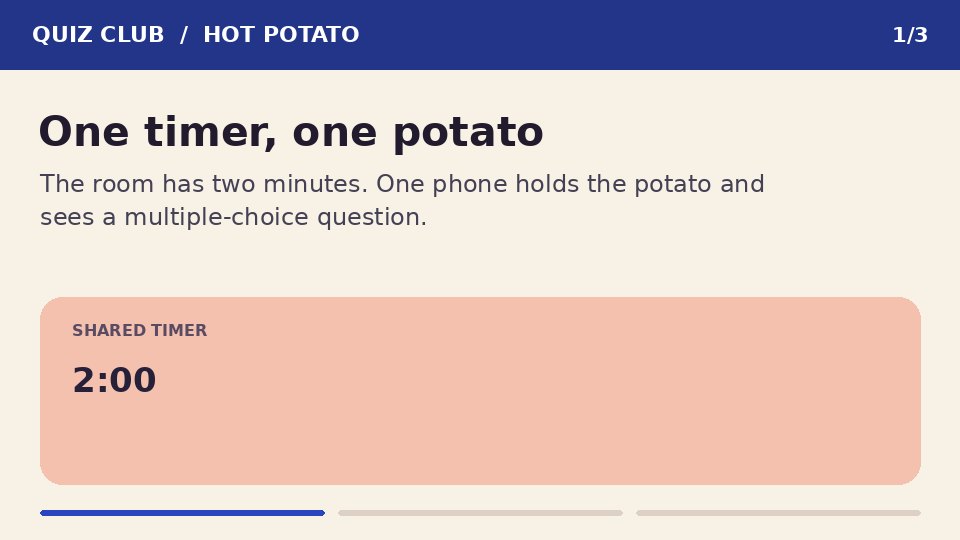 QUIZ CLUB / HOT POTATO
1/3
One timer, one potato
The room has two minutes. One phone holds the potato and
sees a multiple-choice question.
SHARED TIMER
2:00